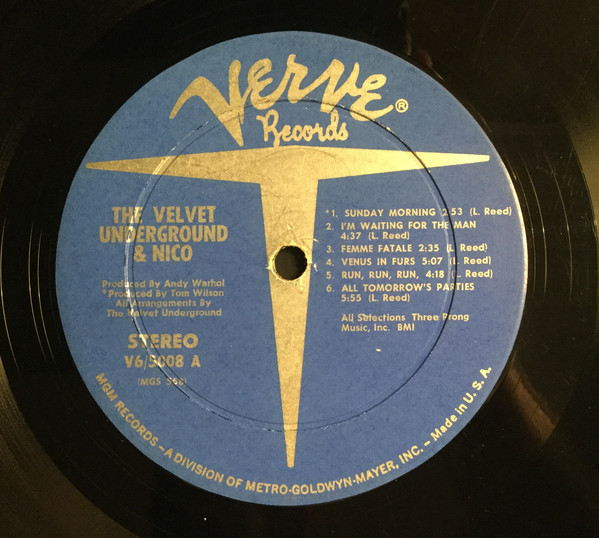 VERVE®
Records
THE VELVET
UNDERGROUND
& NICO
Produced By Andy Warhol
*Produced By Tom Wilson
All Arrangements By
The Velvet Underground
STEREO
V6/5008 A
(MGS 558)
*1. SUNDAY MORNING 2:53 (L. Reed)
2. I'M WAITING FOR THE MAN
4:37 (L. Reed)
3. FEMME FATALE 2:35 (L. Reed)
4. VENUS IN FURS 5:07 (L. Reed)
5. RUN, RUN, RUN, 4:18 (L. Reed)
6. ALL TOMORROW'S PARTIES
5:55 (L. Reed)
All Selections Three Prong
Music, Inc. BMI
MGM RECORDS – A DIVISION OF METRO-GOLDWYN-MAYER, INC. – Made in U.S.A.